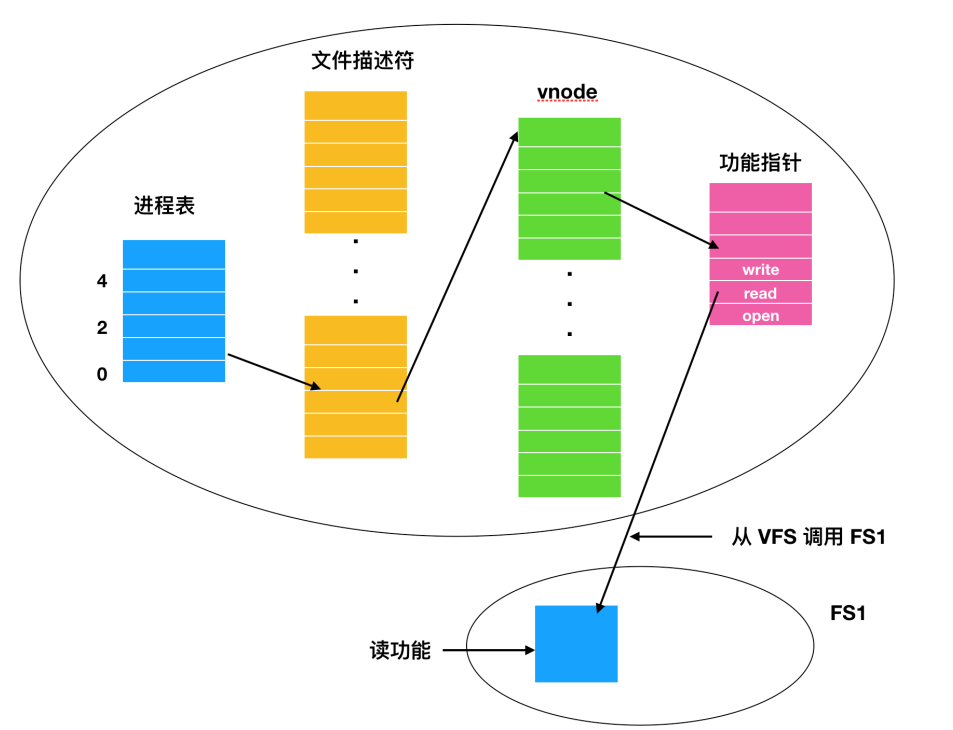 文件描述符
vnode
功能指针
进程表
4
2
0
write
read
open
从 VFS 调用 FS1
FS1
读功能